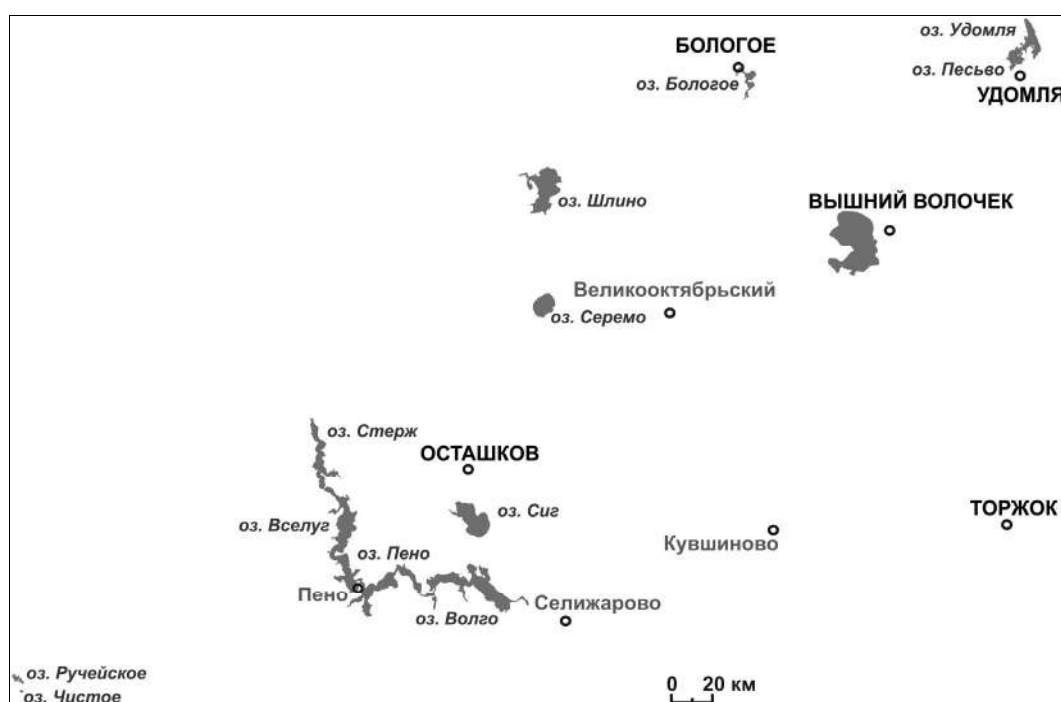 оз. Удомля
БОЛОГОЕ
оз. Песьво
оз. Бологое
УДОМЛЯ
оз. Шлино
ВЫШНИЙ ВОЛОЧЕК
Великооктябрьский
оз. Серемо
оз. Стерж
ОСТАШКОВ
оз. Сиг
ТОРЖОК
оз. Вселуг
Кувшиново
оз. Пено
Пено
Селижарово
оз. Волго
оз. Ручейское
0 20 км
оз. Чистое